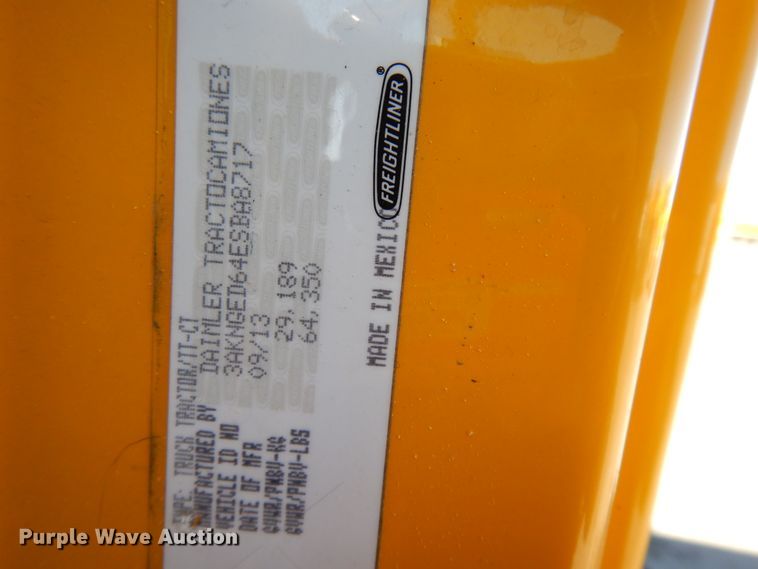 TYPE: TRUCK TRACTOR/TT-CT
MANUFACTURED BY DAIMLER TRACTOCAMIONES
VEHICLE ID NO 3AKNGED64ESBA8717
DATE OF MFR 09/13
GVWR/PNBV-KG 29,189
GVWR/PNBV-LBS 64,350
MADE IN MEXICO
FREIGHTLINER®
Purple Wave Auction